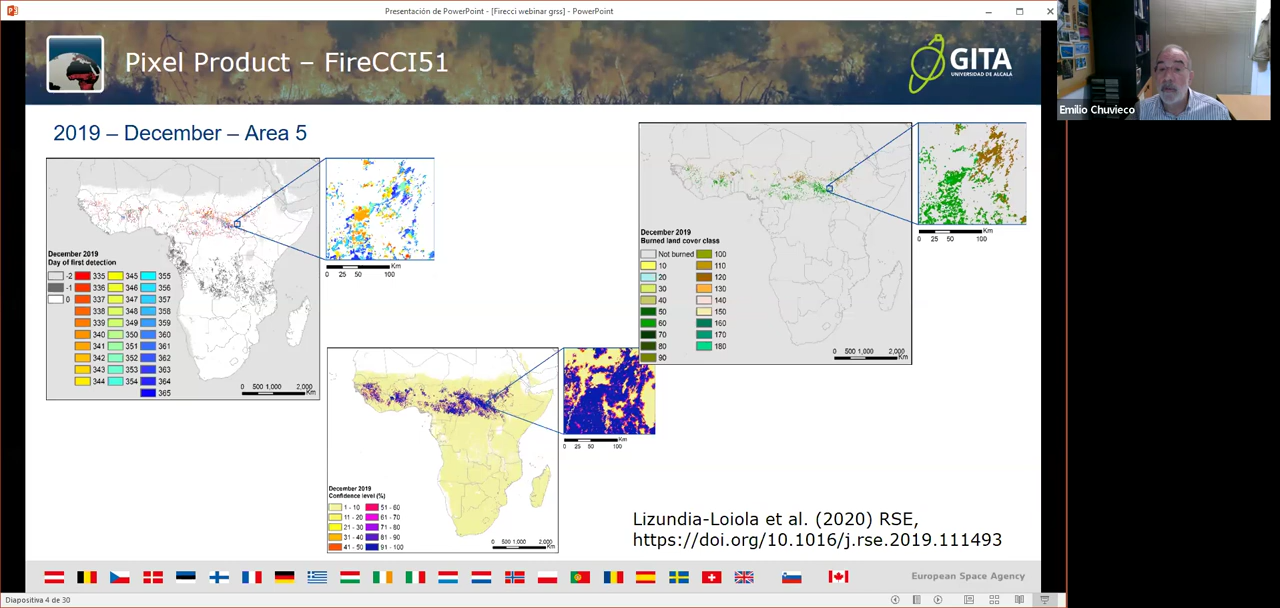 Presentación de PowerPoint - [Firecci webinar grss] - PowerPoint
Pixel Product – FireCCI51
GITA
UNIVERSIDAD DE ALCALÁ
Emilio Chuvieco
2019 – December – Area 5
December 2019
Day of first detection
-2 335 345 355
-1 336 346 356
0 337 347 357
338 348 358
339 349 359
340 350 360
341 351 361
342 352 362
343 353 363
344 354 364
365
0 500 1,000 2,000
Km
Km
0 25 50 100
December 2019
Burned land cover class
Not burned 100
10 110
20 120
30 130
40 140
50 150
60 160
70 170
80 180
90
0 500 1,000 2,000
Km
Km
0 25 50 100
December 2019
Confidence level (%)
1 - 10 51 - 60
11 - 20 61 - 70
21 - 30 71 - 80
31 - 40 81 - 90
41 - 50 91 - 100
0 500 1,000 2,000
Km
Km
0 25 50 100
Lizundia-Loiola et al. (2020) RSE,
https://doi.org/10.1016/j.rse.2019.111493
European Space Agency
Diapositiva 4 de 30